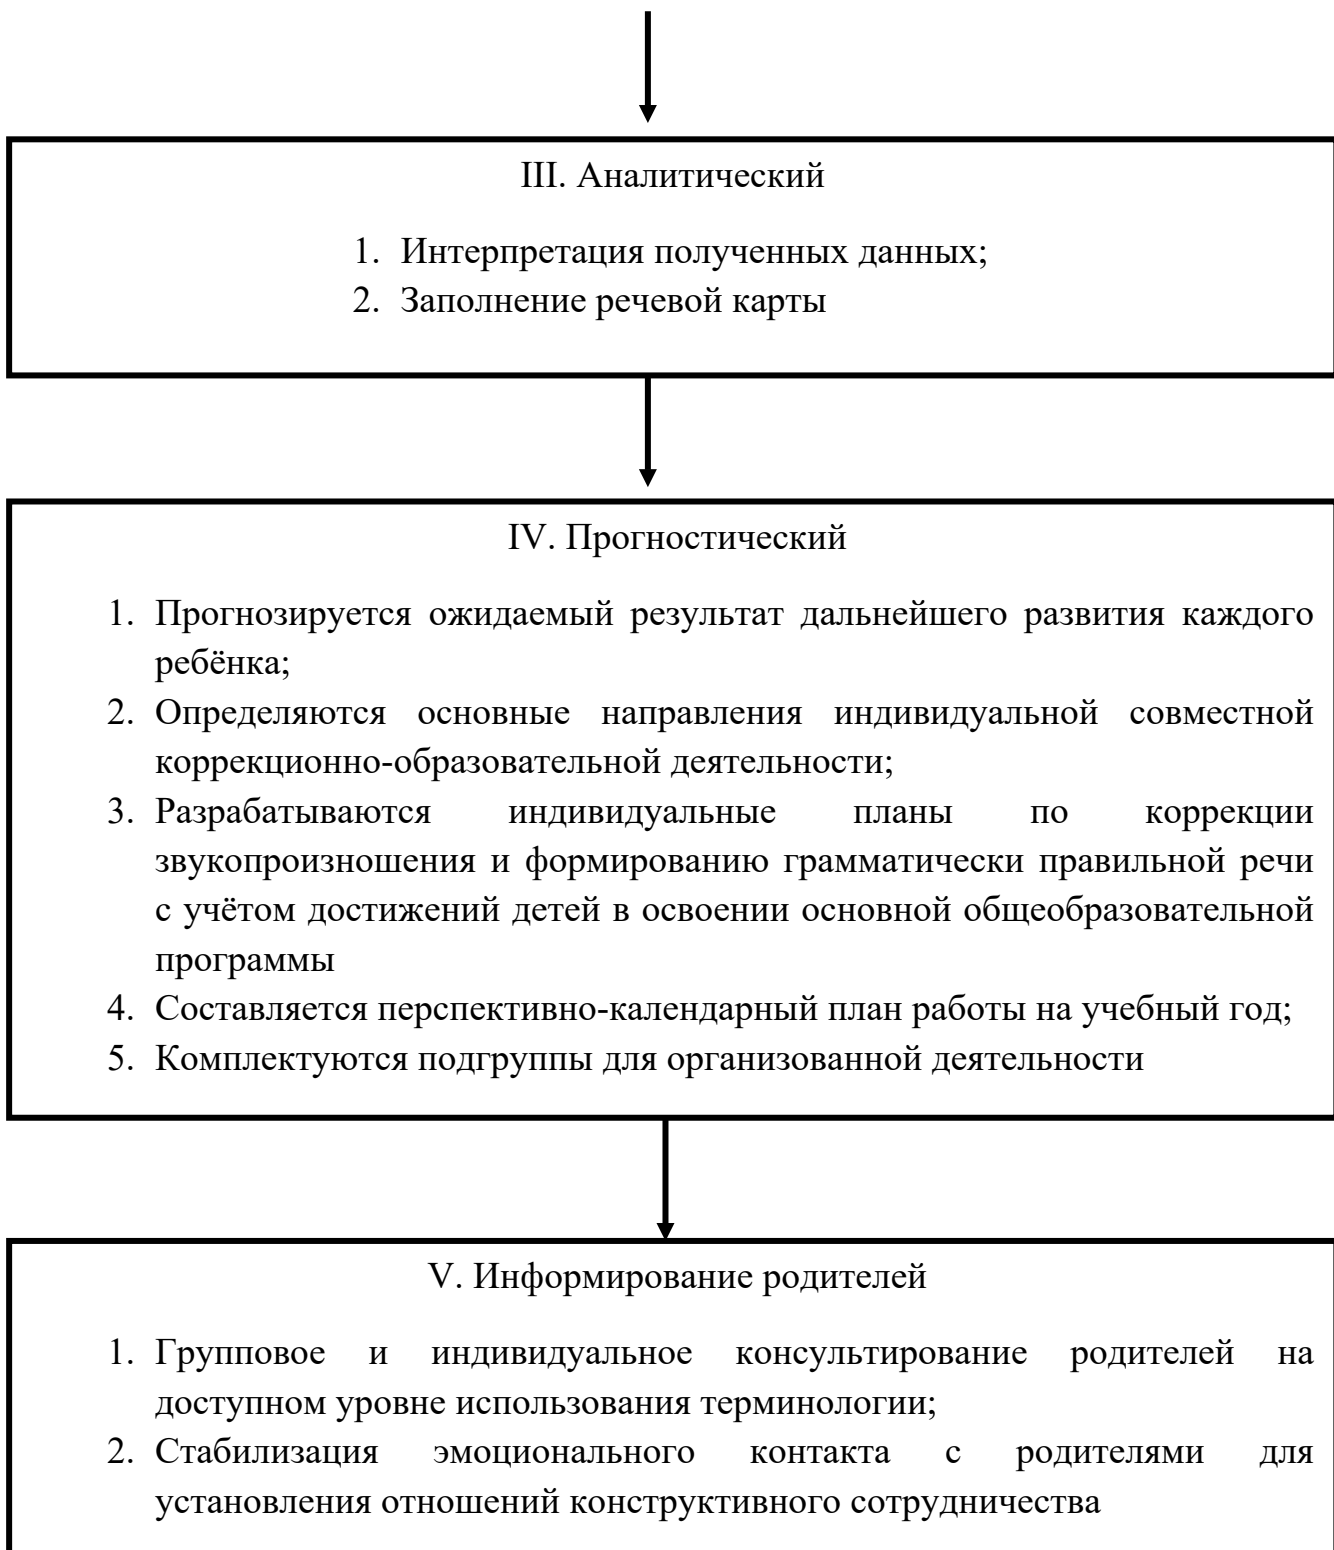 III. Аналитический
1. Интерпретация полученных данных;
2. Заполнение речевой карты
IV. Прогностический
1. Прогнозируется ожидаемый результат дальнейшего развития каждого
ребёнка;
2. Определяются основные направления индивидуальной совместной
коррекционно-образовательной деятельности;
3. Разрабатываются индивидуальные планы по коррекции
звукопроизношения и формированию грамматически правильной речи
с учётом достижений детей в освоении основной общеобразовательной
программы
4. Составляется перспективно-календарный план работы на учебный год;
5. Комплектуются подгруппы для организованной деятельности
V. Информирование родителей
1. Групповое и индивидуальное консультирование родителей на
доступном уровне использования терминологии;
2. Стабилизация эмоционального контакта с родителями для
установления отношений конструктивного сотрудничества